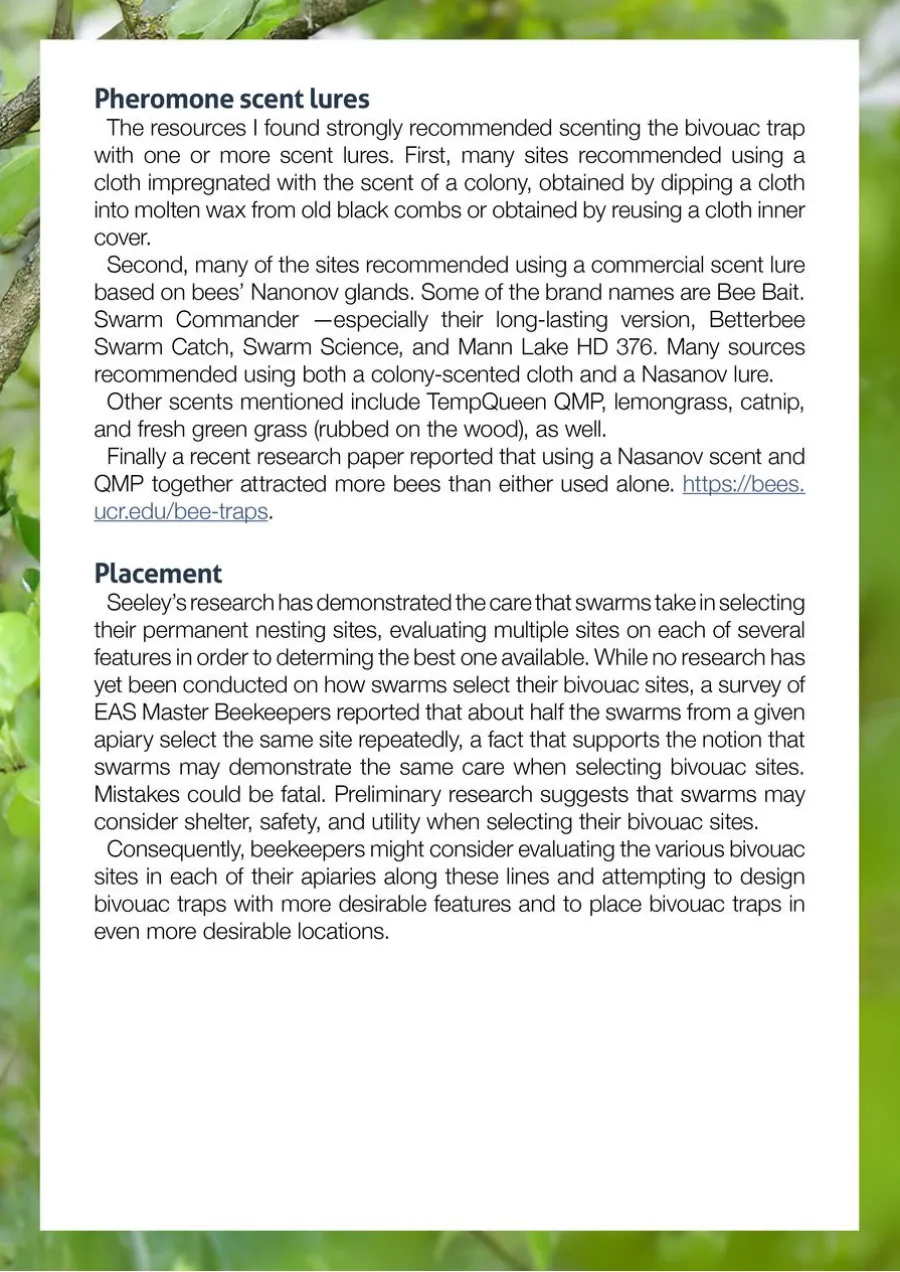 Pheromone scent lures
The resources I found strongly recommended scenting the bivouac trap
with one or more scent lures. First, many sites recommended using a
cloth impregnated with the scent of a colony, obtained by dipping a cloth
into molten wax from old black combs or obtained by reusing a cloth inner
cover.
Second, many of the sites recommended using a commercial scent lure
based on bees’ Nanonov glands. Some of the brand names are Bee Bait.
Swarm Commander —especially their long-lasting version, Betterbee
Swarm Catch, Swarm Science, and Mann Lake HD 376. Many sources
recommended using both a colony-scented cloth and a Nasanov lure.
Other scents mentioned include TempQueen QMP, lemongrass, catnip,
and fresh green grass (rubbed on the wood), as well.
Finally a recent research paper reported that using a Nasanov scent and
QMP together attracted more bees than either used alone. https://bees.
ucr.edu/bee-traps.
Placement
Seeley’s research has demonstrated the care that swarms take in selecting
their permanent nesting sites, evaluating multiple sites on each of several
features in order to determing the best one available. While no research has
yet been conducted on how swarms select their bivouac sites, a survey of
EAS Master Beekeepers reported that about half the swarms from a given
apiary select the same site repeatedly, a fact that supports the notion that
swarms may demonstrate the same care when selecting bivouac sites.
Mistakes could be fatal. Preliminary research suggests that swarms may
consider shelter, safety, and utility when selecting their bivouac sites.
Consequently, beekeepers might consider evaluating the various bivouac
sites in each of their apiaries along these lines and attempting to design
bivouac traps with more desirable features and to place bivouac traps in
even more desirable locations.